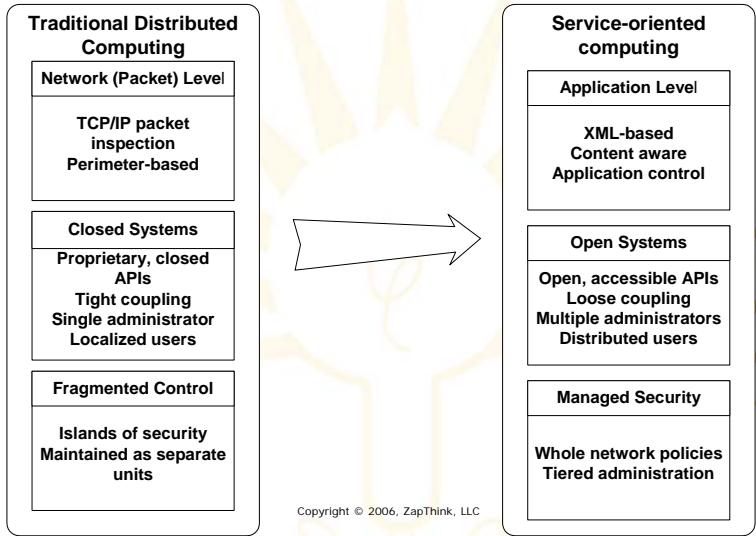 Traditional Distributed
Computing
Network (Packet) Level
TCP/IP packet
inspection
Perimeter-based
Closed Systems
Proprietary, closed
APIs
Tight coupling
Single administrator
Localized users
Fragmented Control
Islands of security
Maintained as separate
units
Service-oriented
computing
Application Level
XML-based
Content aware
Application control
Open Systems
Open, accessible APIs
Loose coupling
Multiple administrators
Distributed users
Managed Security
Whole network policies
Tiered administration
Copyright © 2006, ZapThink, LLC